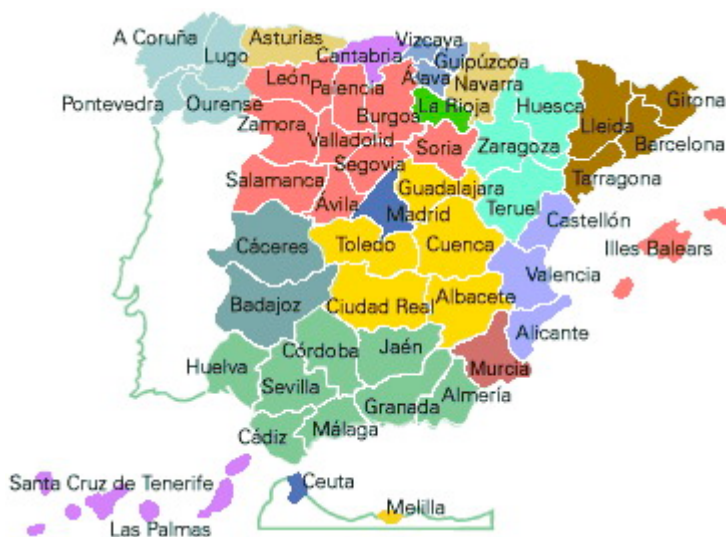 A Coruña
Lugo
Asturias
Cantabria
Vizcaya
Guipúzcoa
Álava
Navarra
Pontevedra
Ourense
León
Palencia
Burgos
La Rioja
Huesca
Lleida
Girona
Barcelona
Zamora
Valladolid
Soria
Zaragoza
Tarragona
Segovia
Salamanca
Ávila
Madrid
Guadalajara
Teruel
Castellón
Illes Balears
Cáceres
Toledo
Cuenca
Valencia
Badajoz
Ciudad Real
Albacete
Alicante
Huelva
Córdoba
Jaén
Murcia
Sevilla
Granada
Almería
Cádiz
Málaga
Santa Cruz de Tenerife
Las Palmas
Ceuta
Melilla